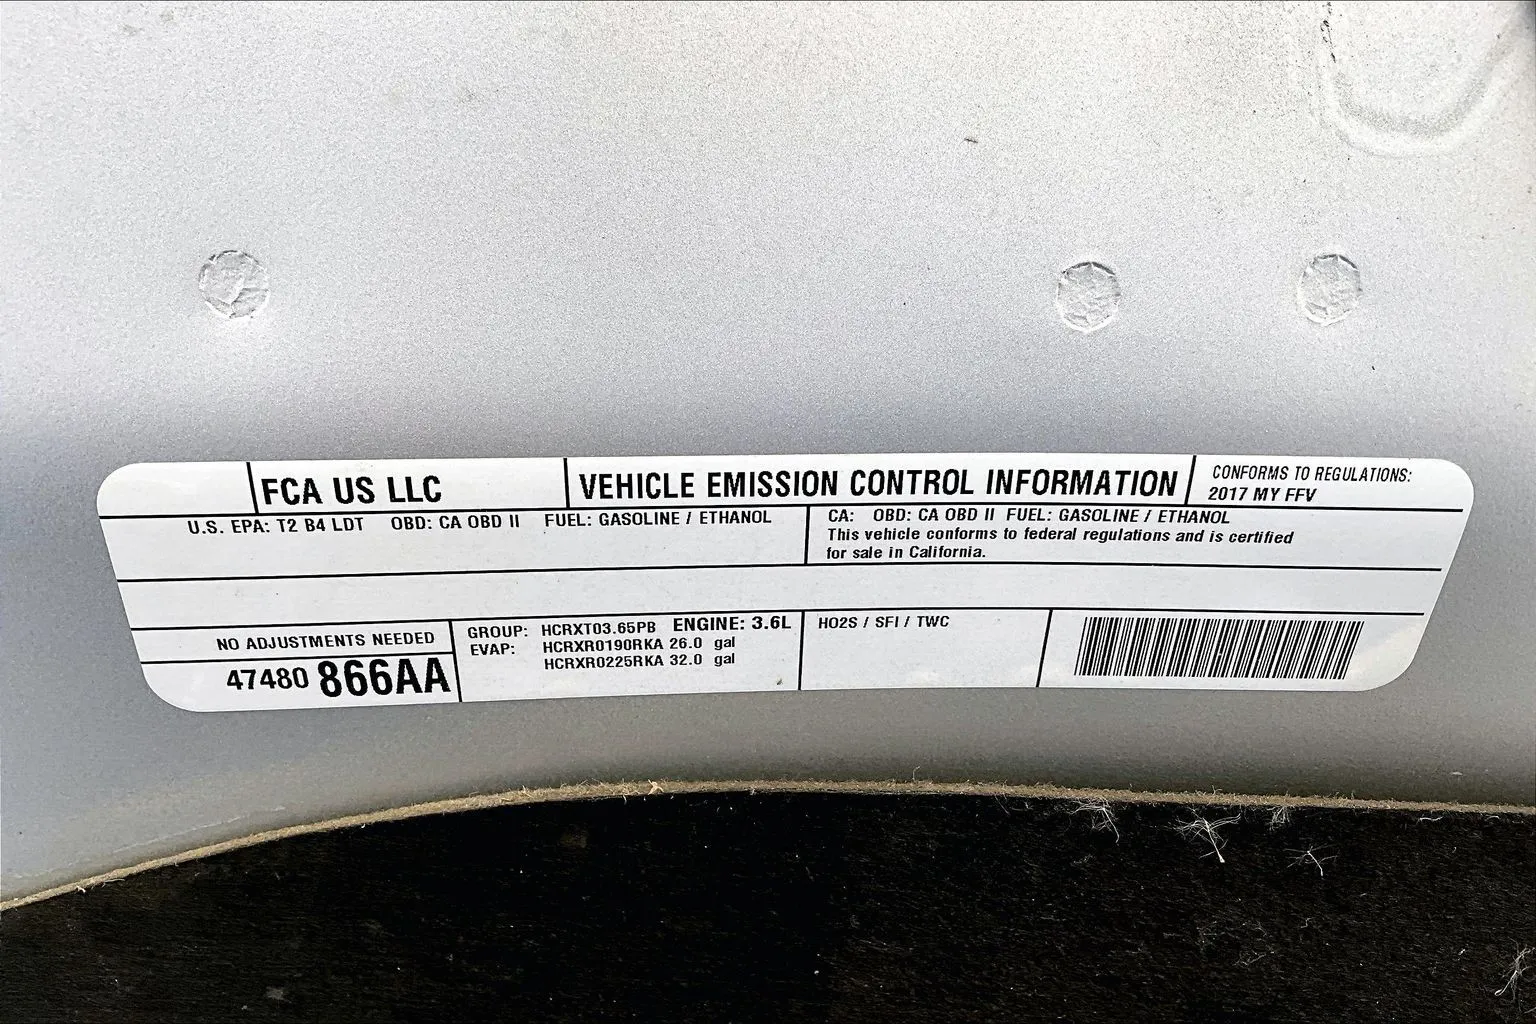 FCA US LLC VEHICLE EMISSION CONTROL INFORMATION CONFORMS TO REGULATIONS:
2017 MY FFV
U.S. EPA: T2 B4 LDT OBD: CA OBD II FUEL: GASOLINE / ETHANOL
CA: OBD: CA OBD II FUEL: GASOLINE / ETHANOL
This vehicle conforms to federal regulations and is certified
for sale in California.
NO ADJUSTMENTS NEEDED
47480 866AA
GROUP: HCRXT03.65PB ENGINE: 3.6L
EVAP: HCRXR0190RKA 26.0 gal
HCRXR0225RKA 32.0 gal
HO2S / SFI / TWC